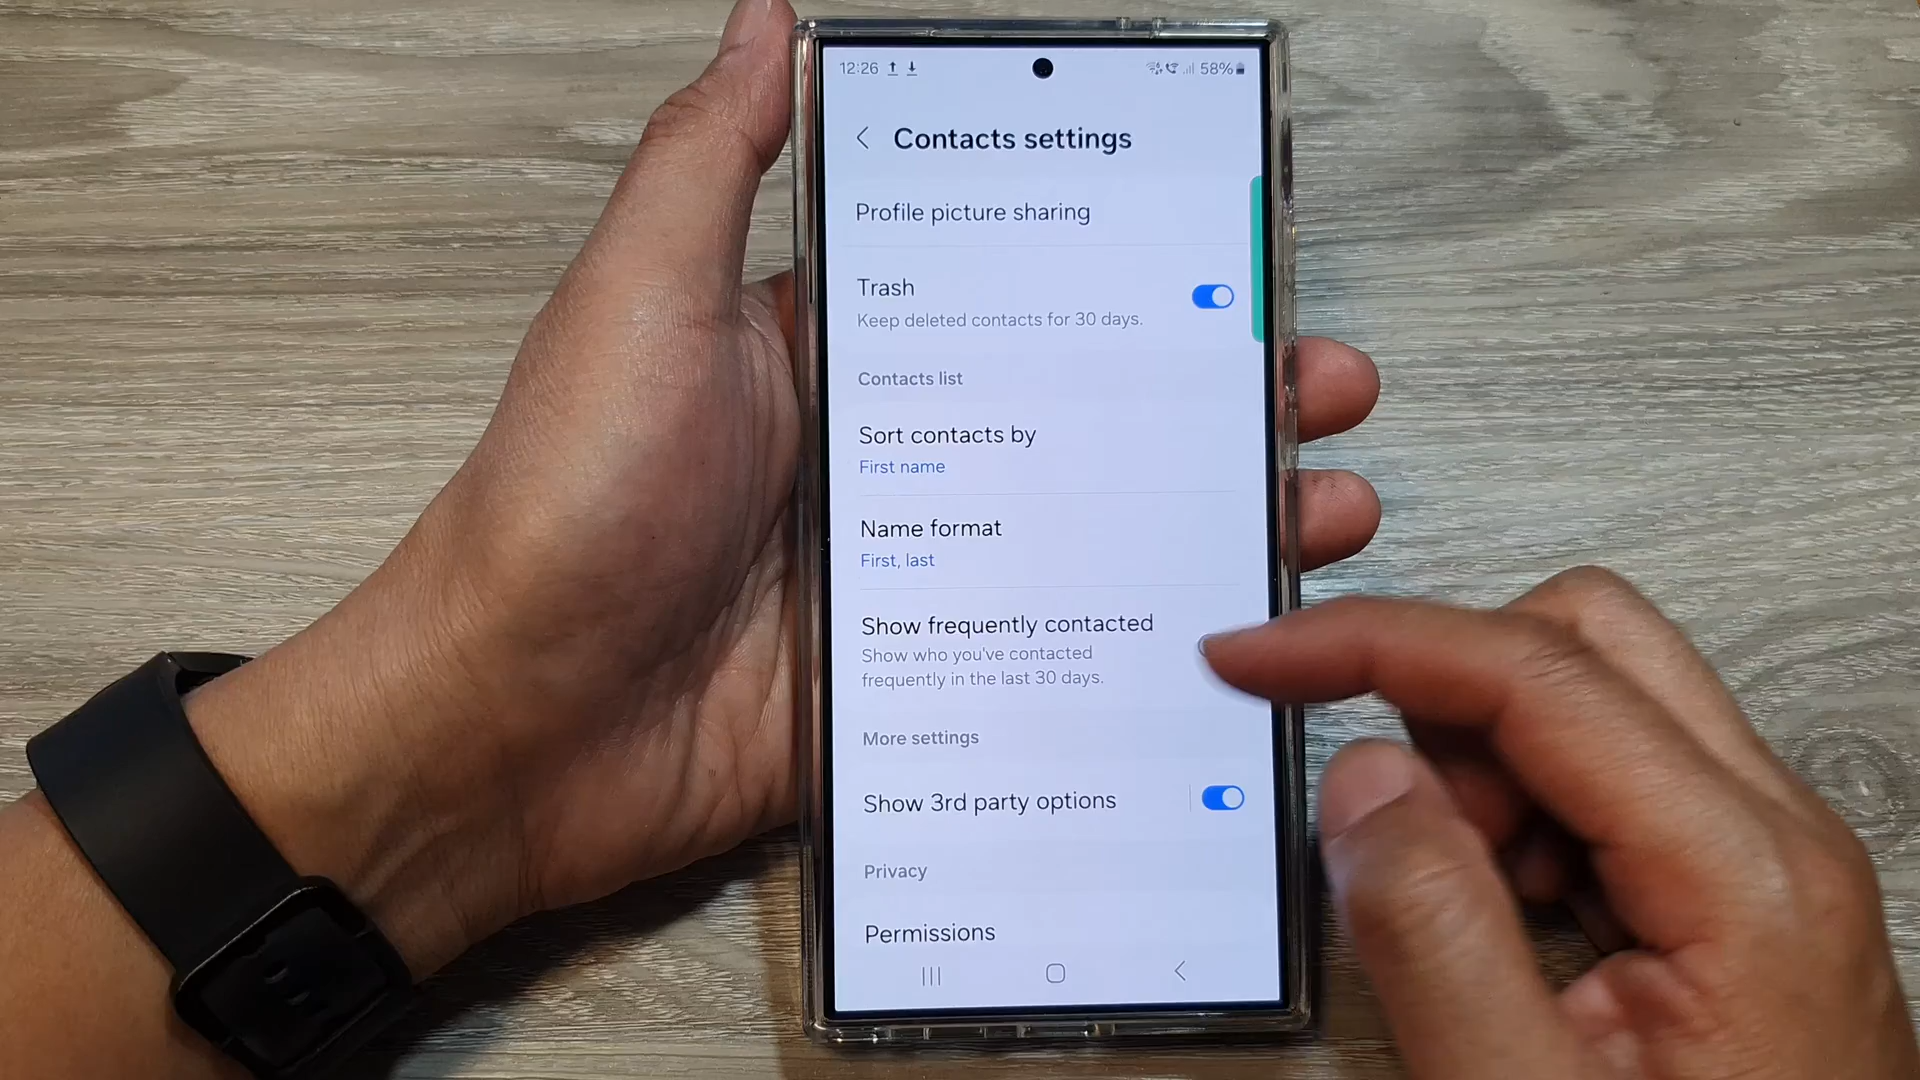 12:26 58%
Contacts settings
Profile picture sharing
Trash
Keep deleted contacts for 30 days.
Contacts list
Sort contacts by
First name
Name format
First, last
Show frequently contacted
Show who you've contacted
frequently in the last 30 days.
More settings
Show 3rd party options
Privacy
Permissions